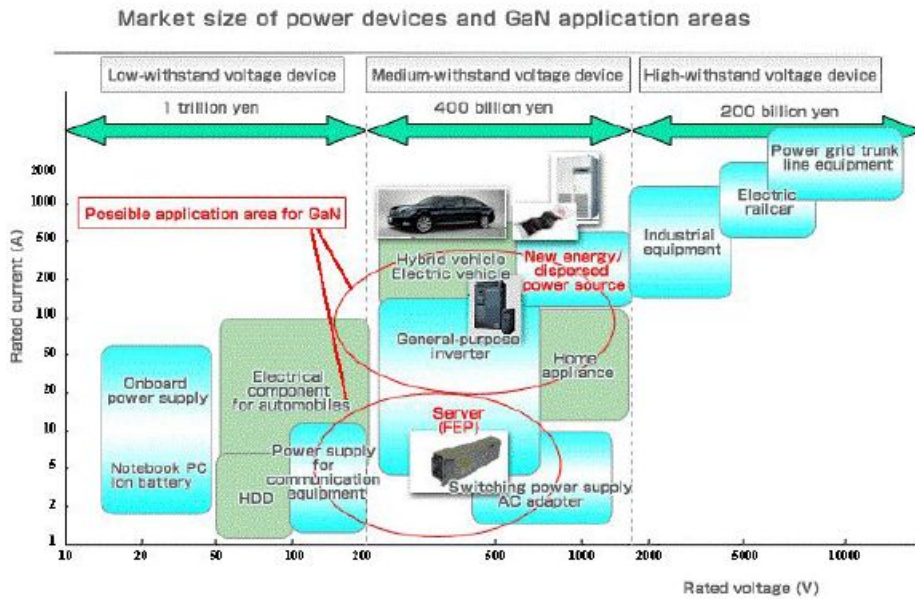 Market size of power devices and GaN application areas
Low-withstand voltage device
Medium-withstand voltage device
High-withstand voltage device
1 trillion yen
400 billion yen
200 billion yen
Possible application area for GaN
Power grid trunk
line equipment
Electric
railcar
Industrial
equipment
Hybrid vehicle
Electric vehicle
New energy/
dispersed
power source
General-purpose
inverter
Home
appliance
Onboard
power supply
Notebook PC
ion battery
Electrical
component
for automobiles
HDD
Power supply
for
communication
equipment
Server
(FEP)
Switching power supply
AC adapter
Rated current (A)
2000
1000
500
200
100
50
20
10
5
2
1
10
20
50
100
200
500
1000
2000
5000
10000
Rated voltage (V)